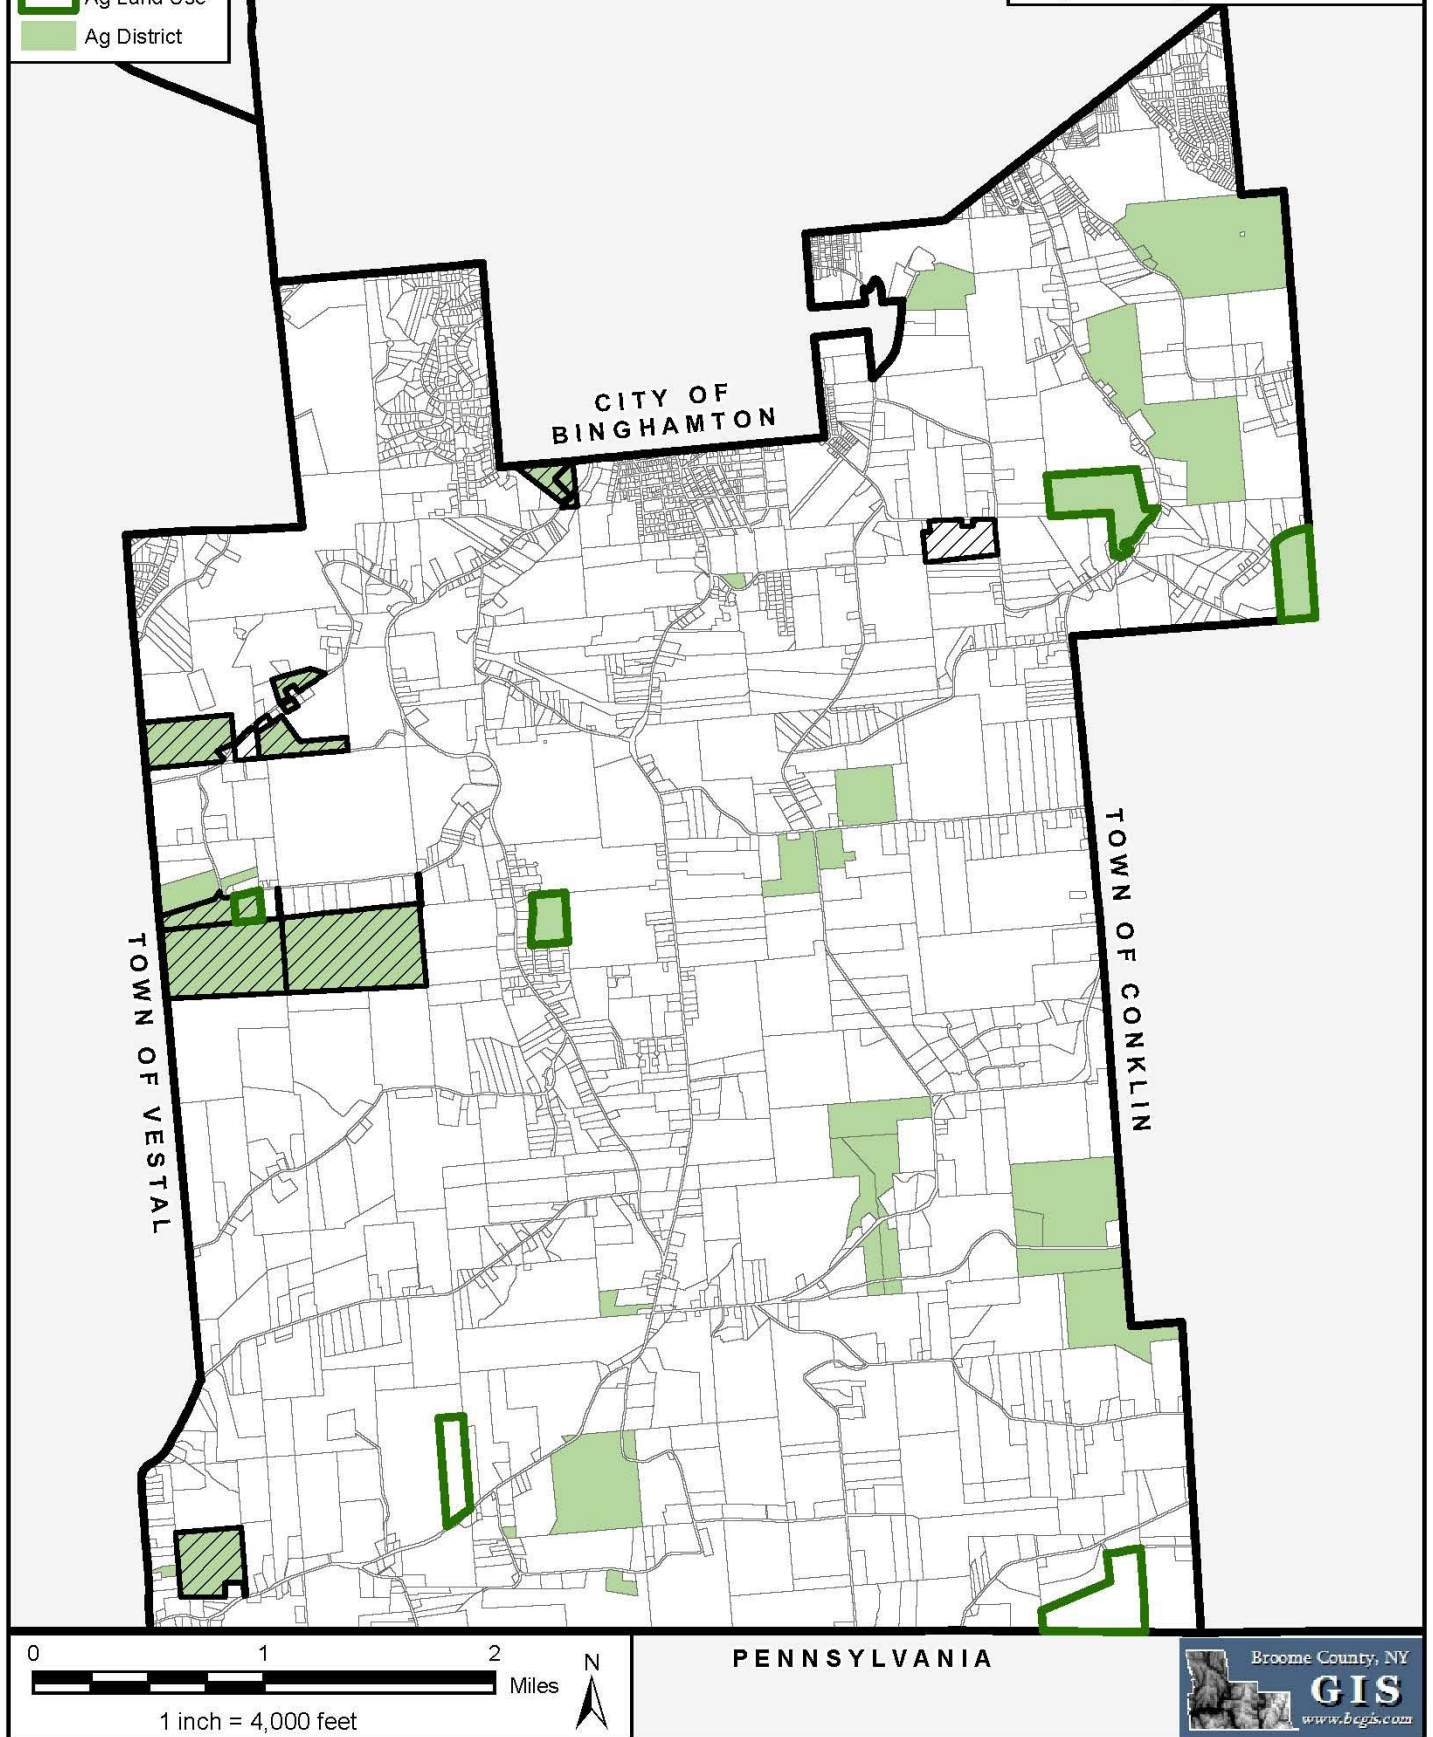 Ag Land Use
Ag District
CITY OF
BINGHAMTON
TOWN OF VESTAL
TOWN OF CONKLIN
0 1 2
Miles
N
1 inch = 4,000 feet
PENNSYLVANIA
Broome County, NY
GIS
www.bcgis.com